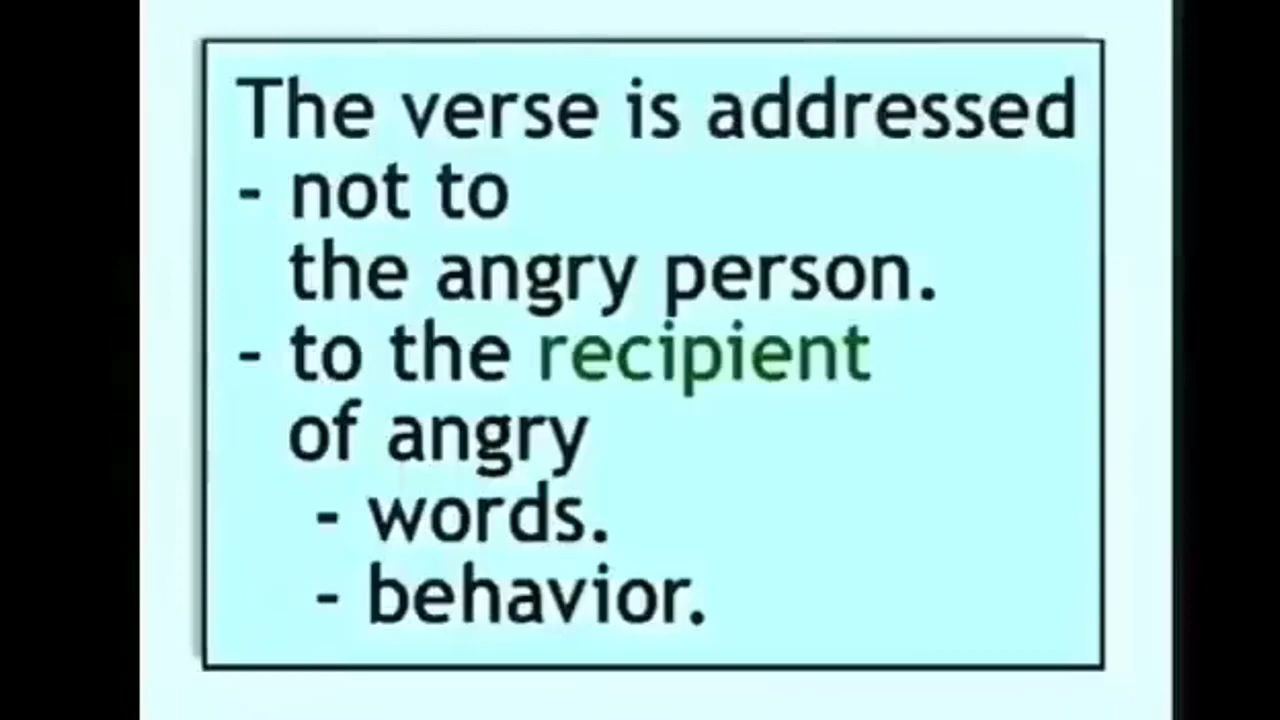 The verse is addressed
- not to
the angry person.
- to the recipient
of angry
- words.
- behavior.